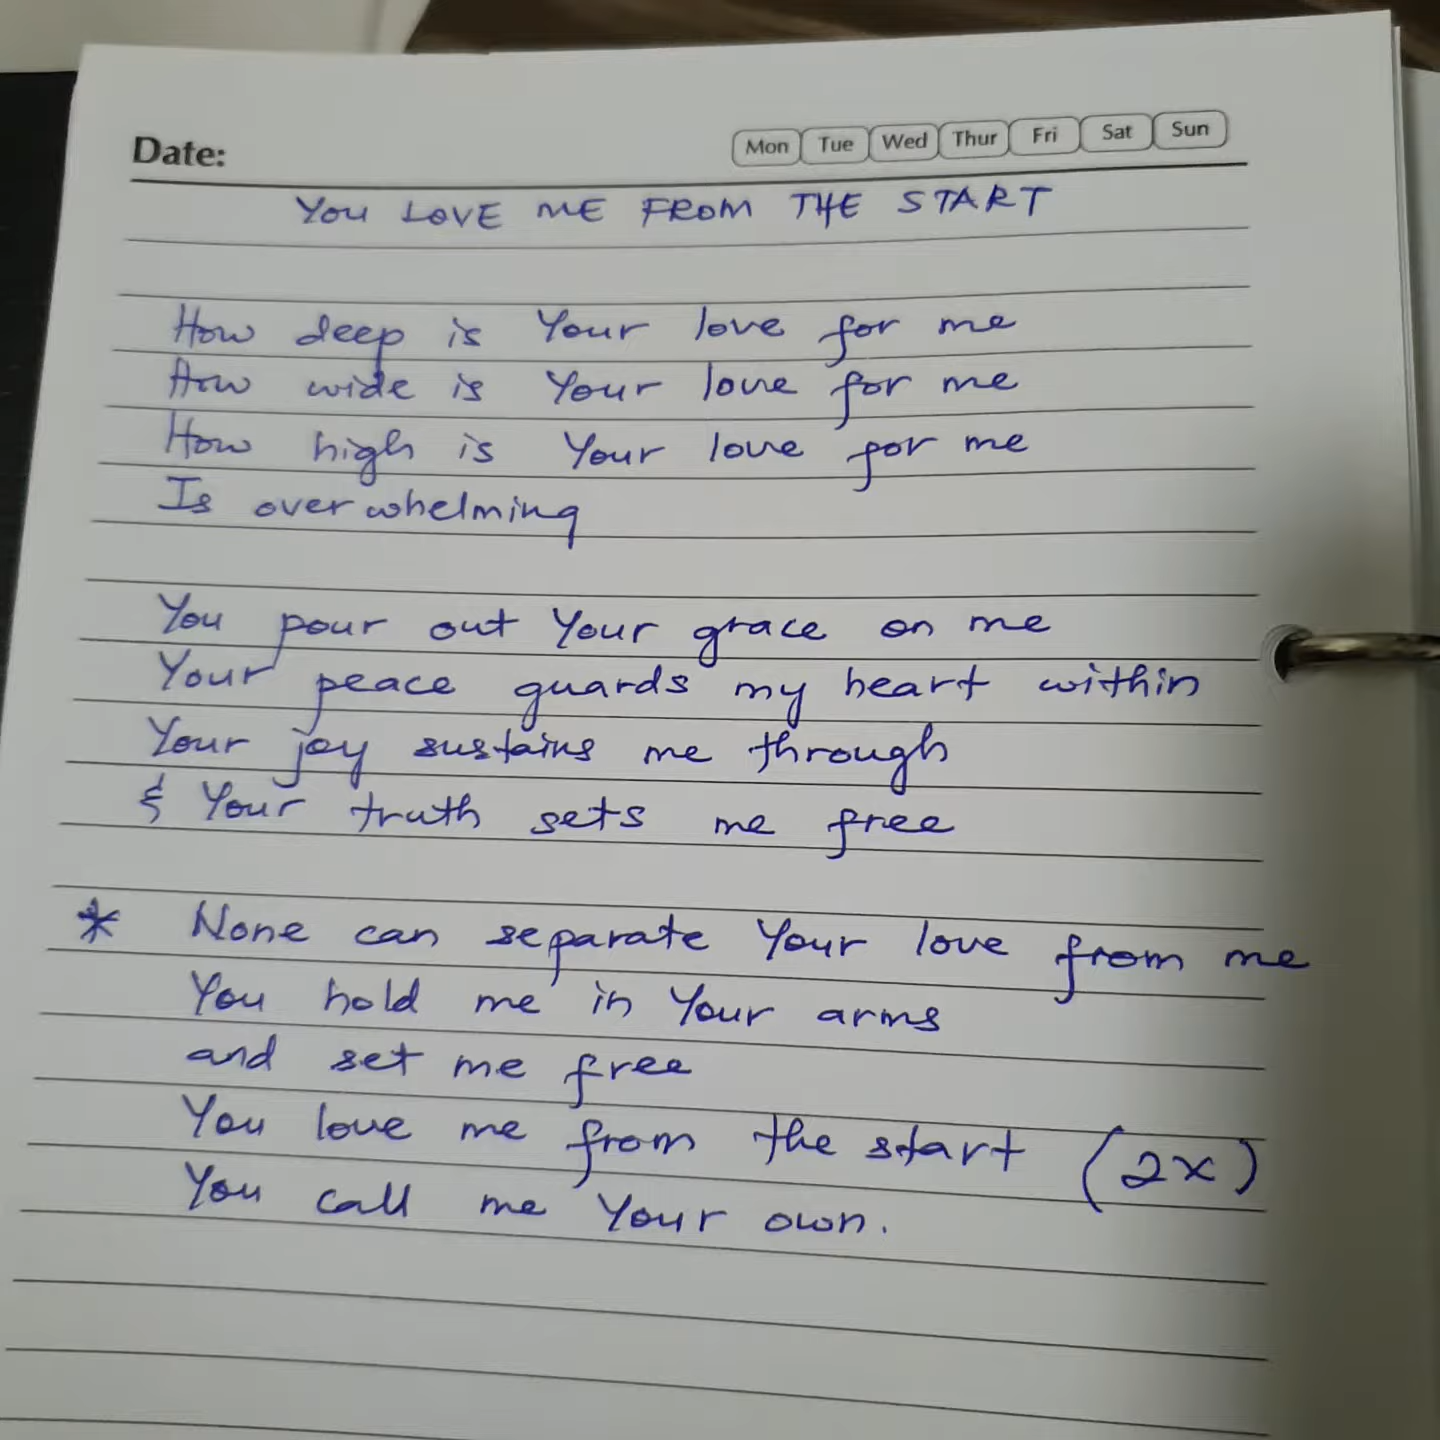 Date:
Mon Tue Wed Thur Fri Sat Sun
YOU LOVE ME FROM THE START
How deep is Your love for me
How wide is Your love for me
How high is Your love for me
Is overwhelming
You pour out Your grace on me
Your peace guards my heart within
Your joy sustains me through
& Your truth sets me free
* None can separate Your love from me
You hold me in Your arms
and set me free
You love me from the start (2x)
You call me Your own.